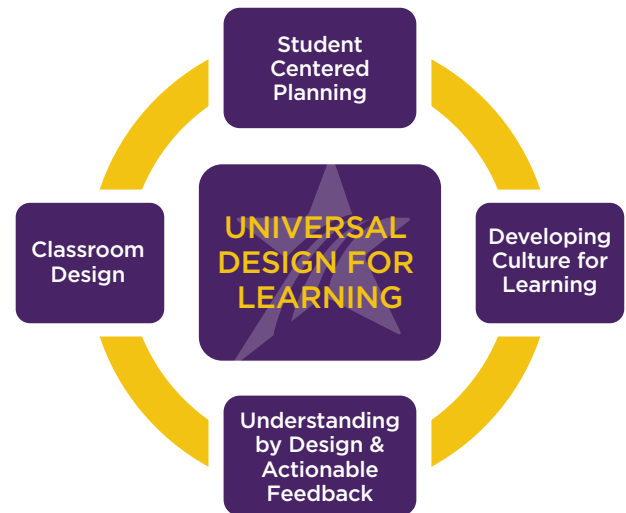 Student
Centered
Planning
Classroom
Design
UNIVERSAL
DESIGN FOR
LEARNING
Developing
Culture for
Learning
Understanding
by Design &
Actionable
Feedback